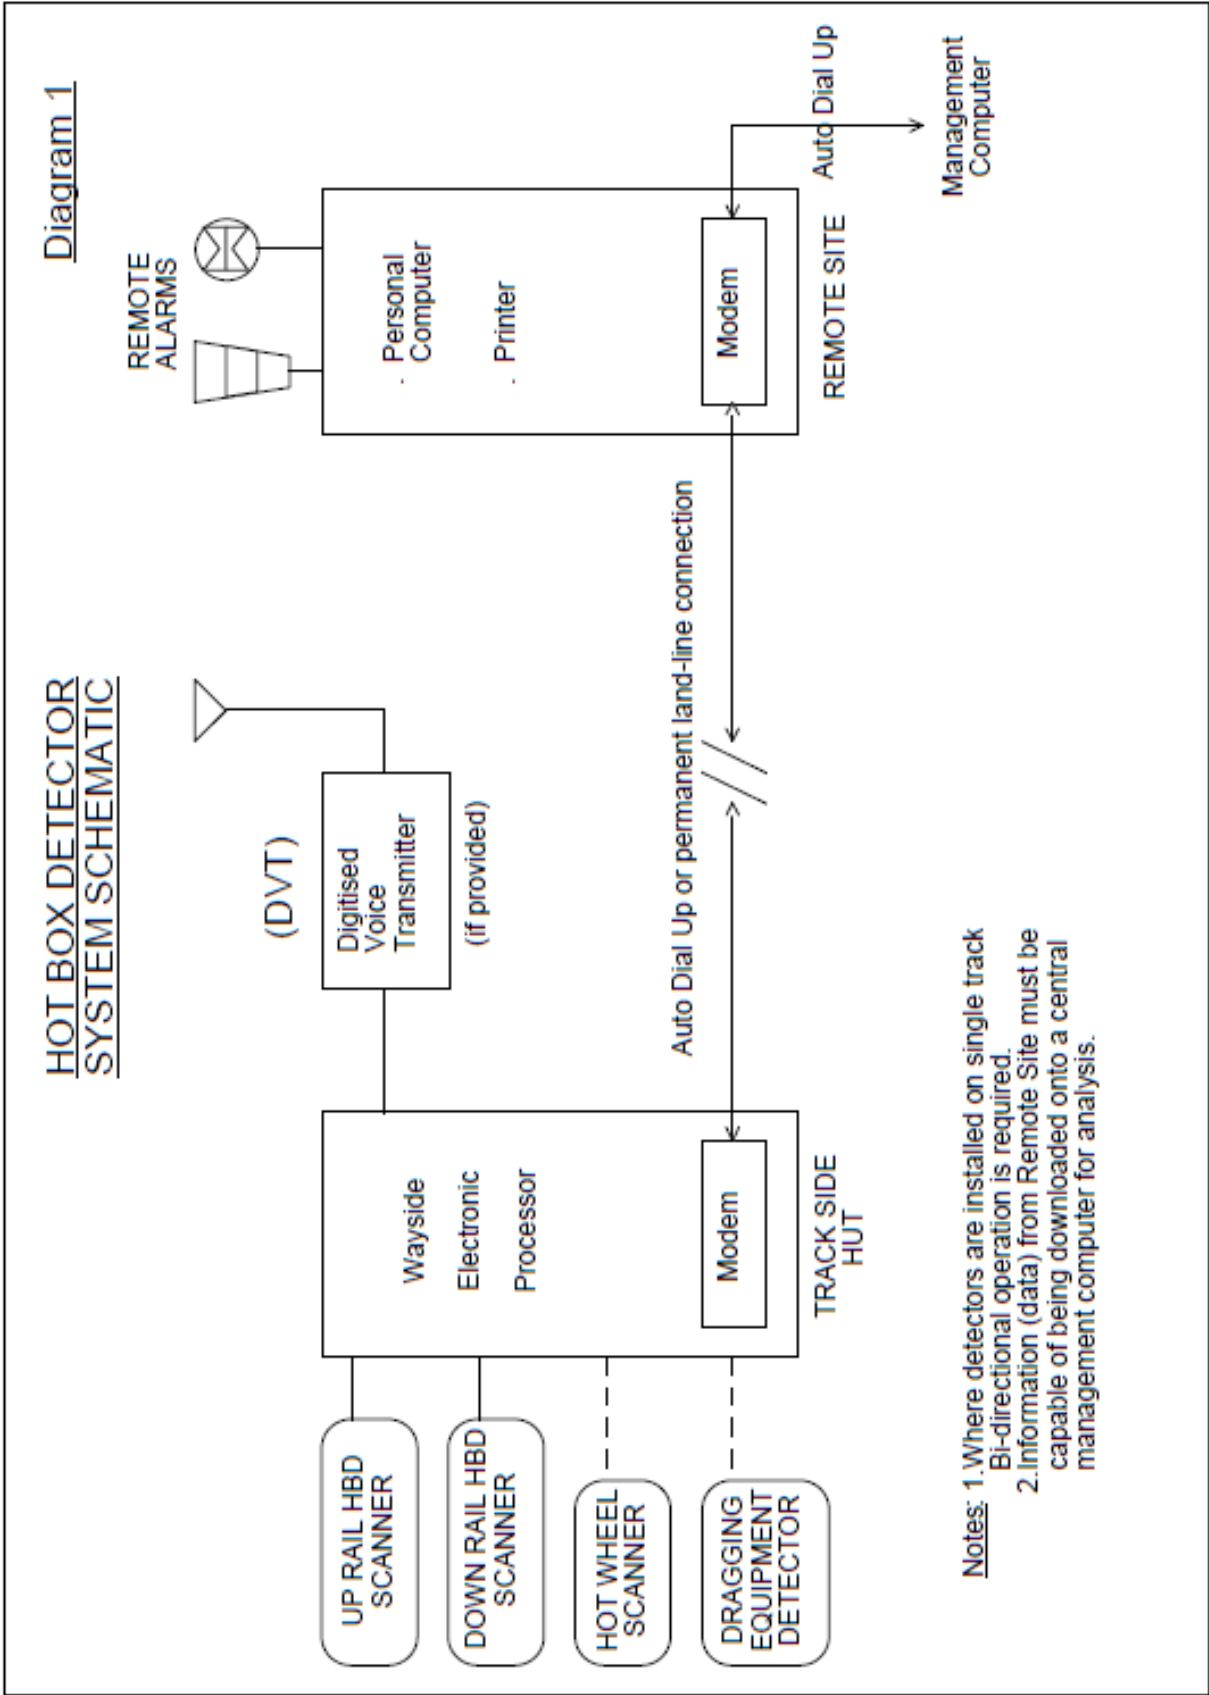 Diagram 1
HOT BOX DETECTOR
SYSTEM SCHEMATIC
REMOTE
ALARMS
(DVT)
Digitised
Voice
Transmitter
(if provided)
UP RAIL HBD
SCANNER
DOWN RAIL HBD
SCANNER
HOT WHEEL
SCANNER
DRAGGING
EQUIPMENT
DETECTOR
Wayside
Electronic
Processor
Modem
TRACK SIDE
HUT
Auto Dial Up or permanent land-line connection
. Personal
Computer
. Printer
Modem
REMOTE SITE
Auto Dial Up
Management
Computer
Notes: 1.Where detectors are installed on single track
Bi-directional operation is required.
2.Information (data) from Remote Site must be
capable of being downloaded onto a central
management computer for analysis.